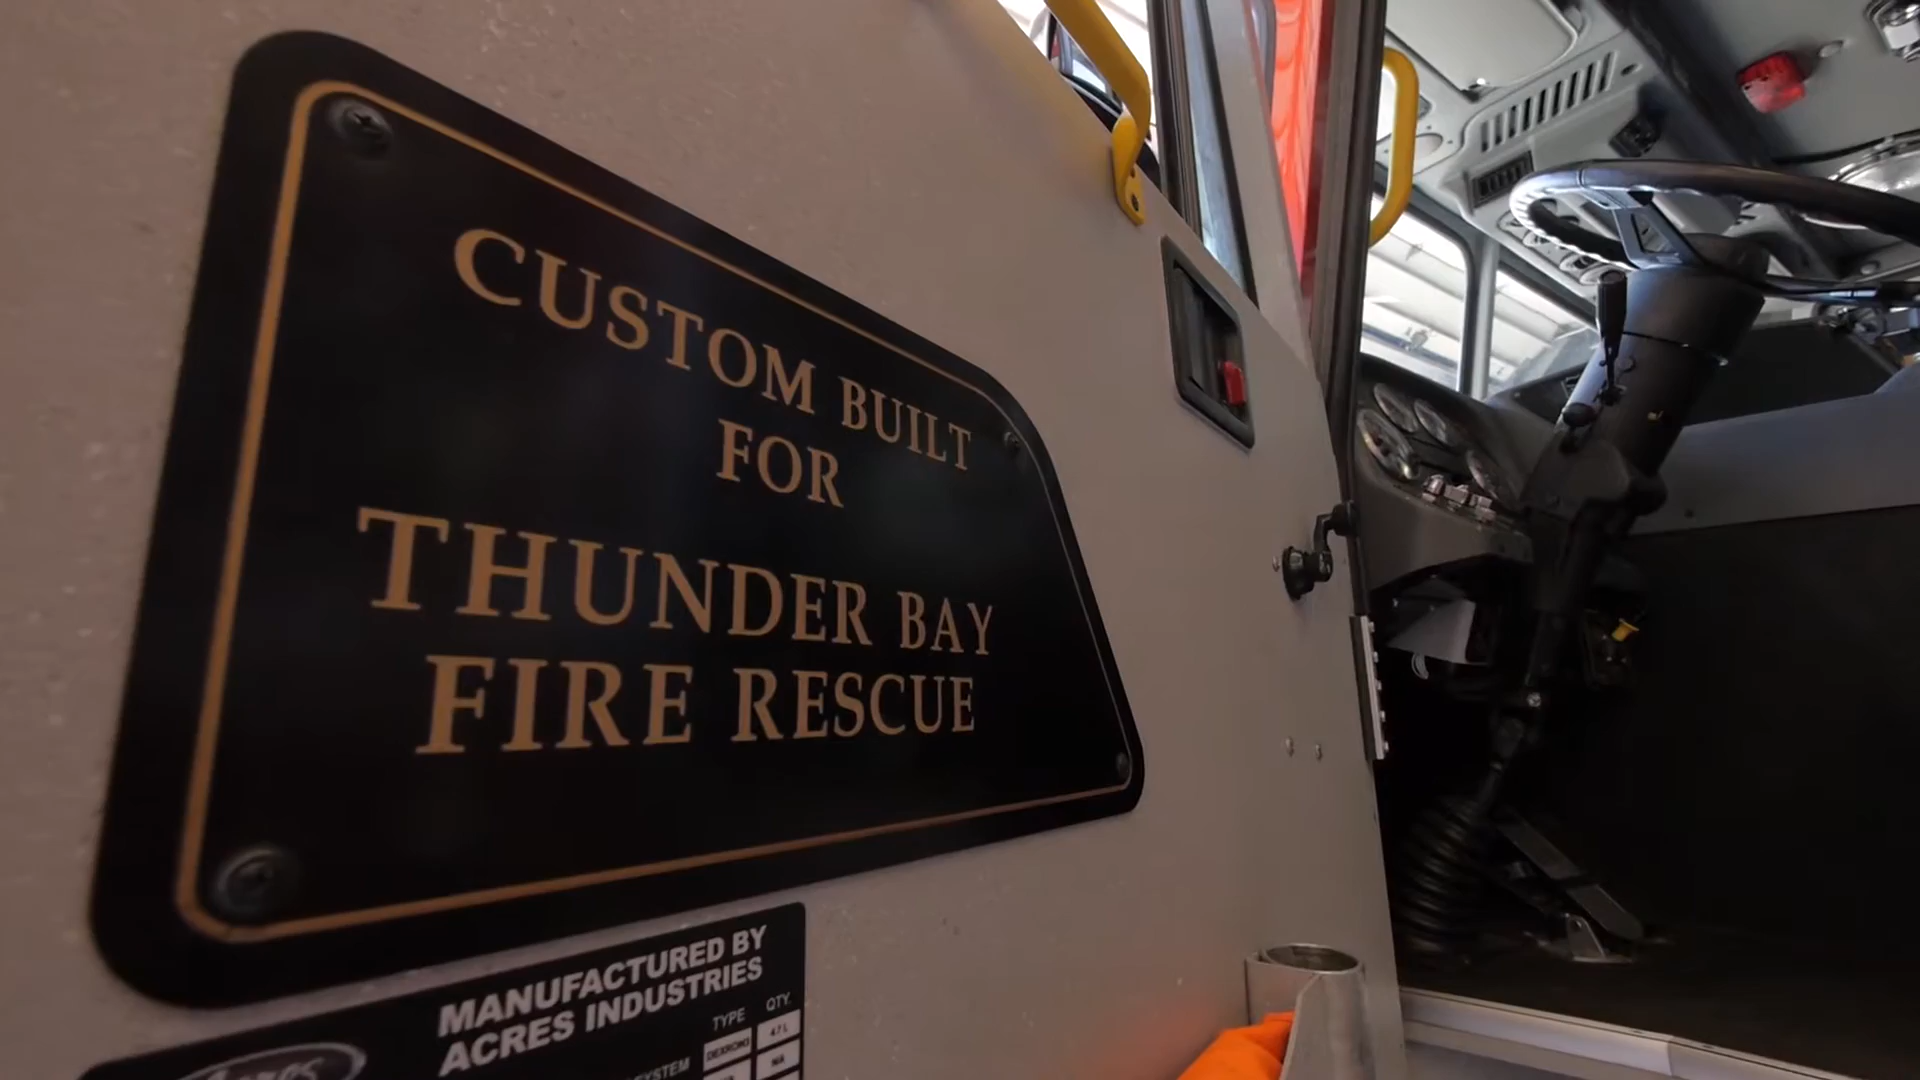 CUSTOM BUILT
FOR
THUNDER BAY
FIRE RESCUE
MANUFACTURED BY
ACRES INDUSTRIES
TYPE QTY.